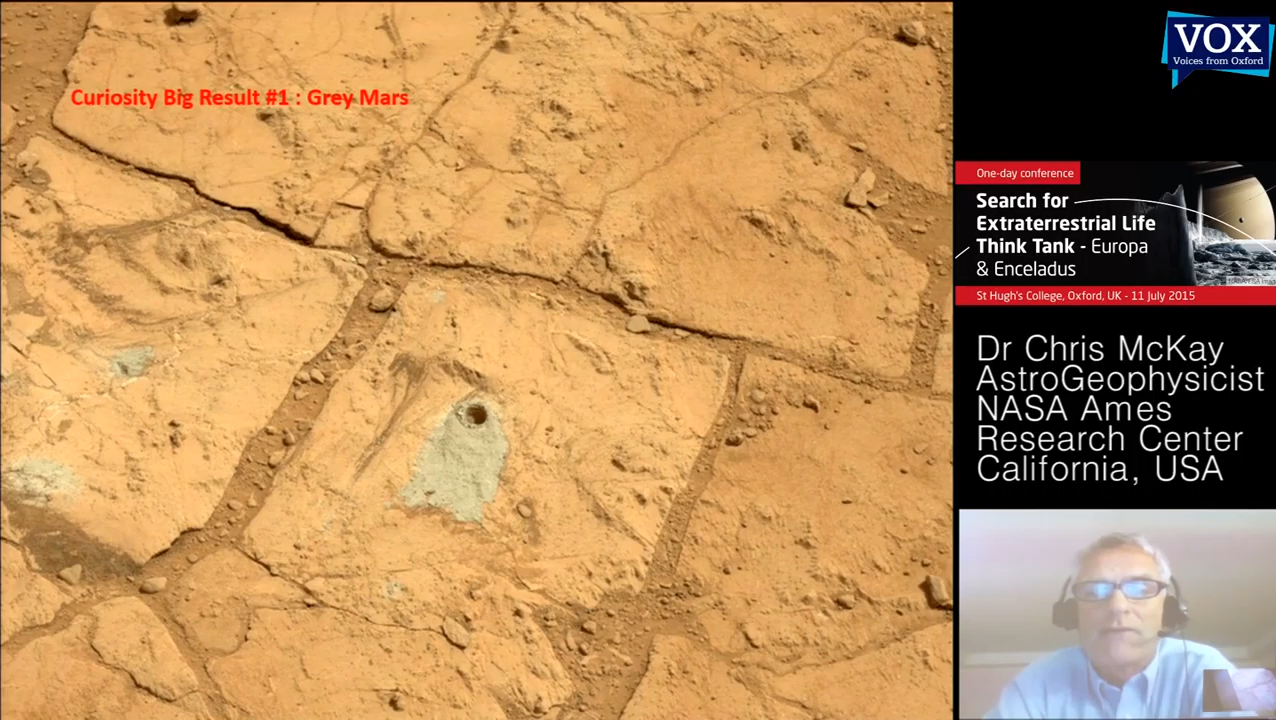 Curiosity Big Result #1 : Grey Mars
VOX
Voices from Oxford
One-day conference
Search for
Extraterrestrial Life
Think Tank - Europa
& Enceladus
St Hugh's College, Oxford, UK - 11 July 2015
Dr Chris McKay
AstroGeophysicist
NASA Ames
Research Center
California, USA